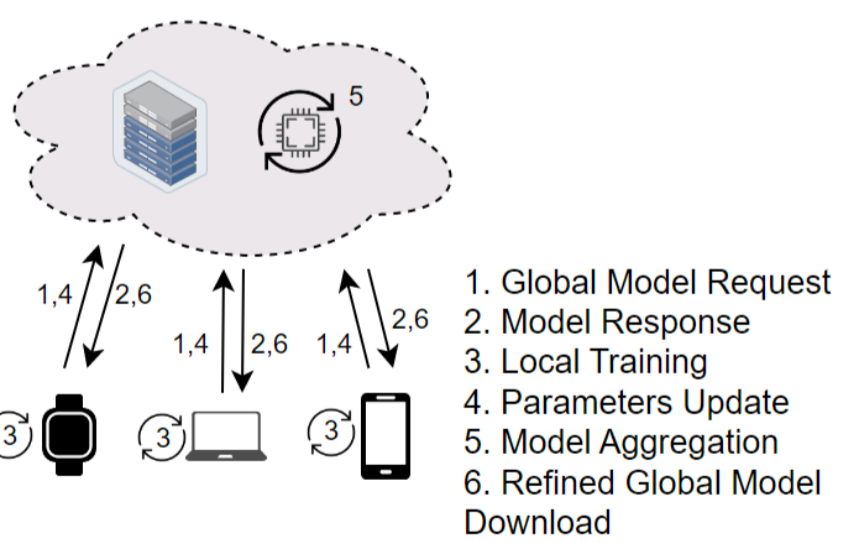 5
1,4
2,6
1,4
2,6
1,4
2,6
3
3
3
1. Global Model Request
2. Model Response
3. Local Training
4. Parameters Update
5. Model Aggregation
6. Refined Global Model
Download